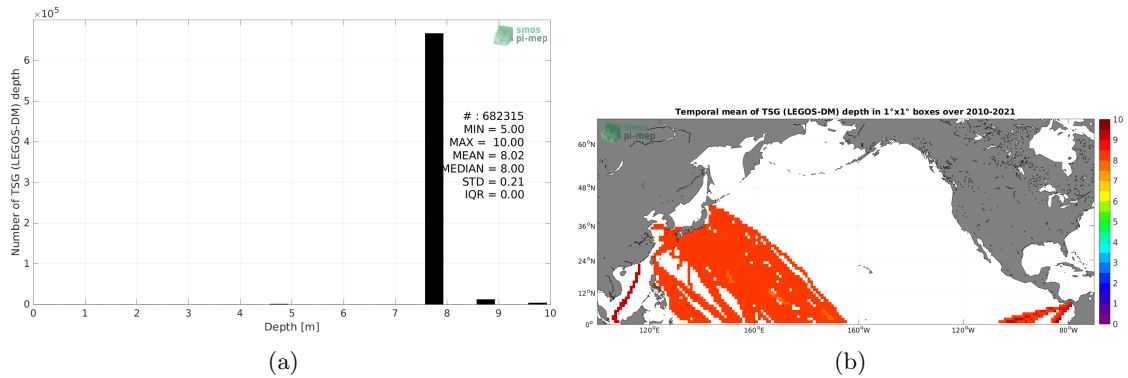 ×10⁵
6
5
4
3
2
1
0
0 1 2 3 4 5 6 7 8 9 10
Number of TSG (LEGOS-DM) depth
Depth [m]
smos
pi-mep
# : 682315
MIN = 5.00
MAX = 10.00
MEAN = 8.02
MEDIAN = 8.00
STD = 0.21
IQR = 0.00
(a)
Temporal mean of TSG (LEGOS-DM) depth in 1°x1° boxes over 2010-2021
smos
pi-mep
60°N
48°N
36°N
24°N
12°N
0°
120°E 160°E 160°W 120°W 80°W
10
9
8
7
6
5
4
3
2
1
0
(b)